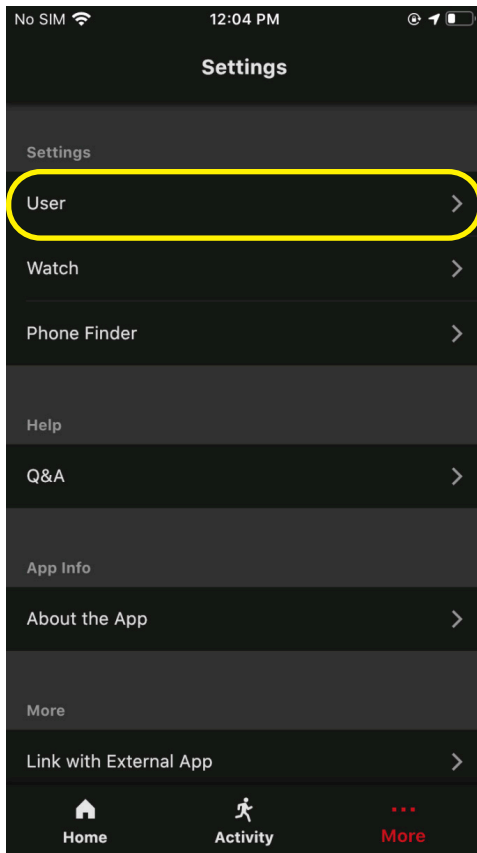 No SIM 12:04 PM
Settings
Settings
User
Watch
Phone Finder
Help
Q&A
App Info
About the App
More
Link with External App
Home Activity More